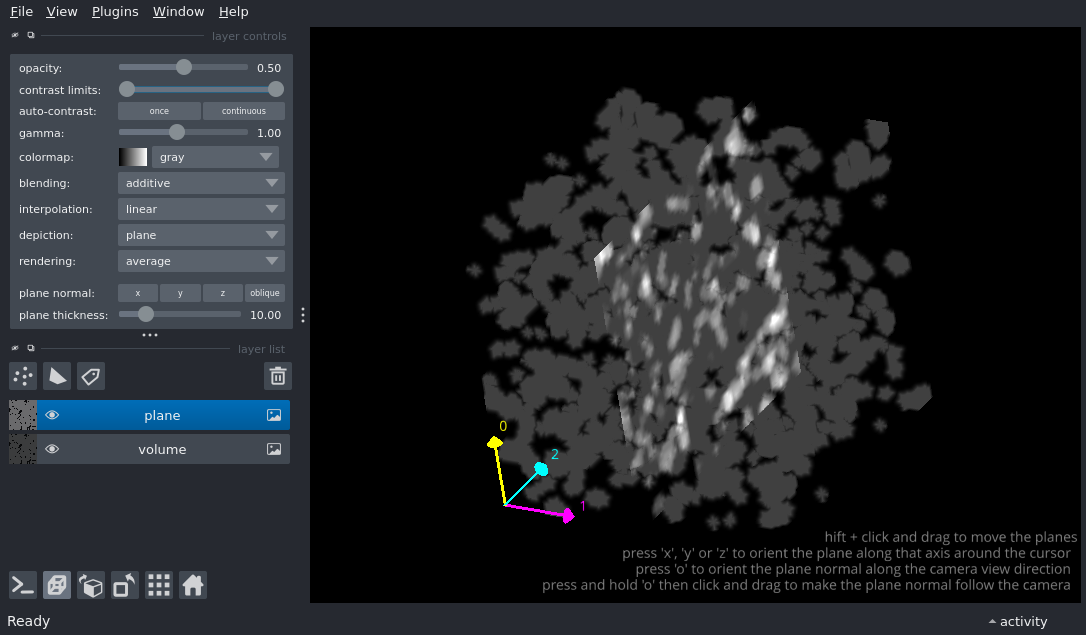 File View Plugins Window Help
layer controls
opacity: 0.50
contrast limits:
auto-contrast: once continuous
gamma: 1.00
colormap: gray
blending: additive
interpolation: linear
depiction: plane
rendering: average
plane normal: x y z oblique
plane thickness: 10.00
layer list
plane
volume
0
2
1
hift + click and drag to move the planes
press 'x', 'y' or 'z' to orient the plane along that axis around the cursor
press 'o' to orient the plane normal along the camera view direction
press and hold 'o' then click and drag to make the plane normal follow the camera
Ready
activity